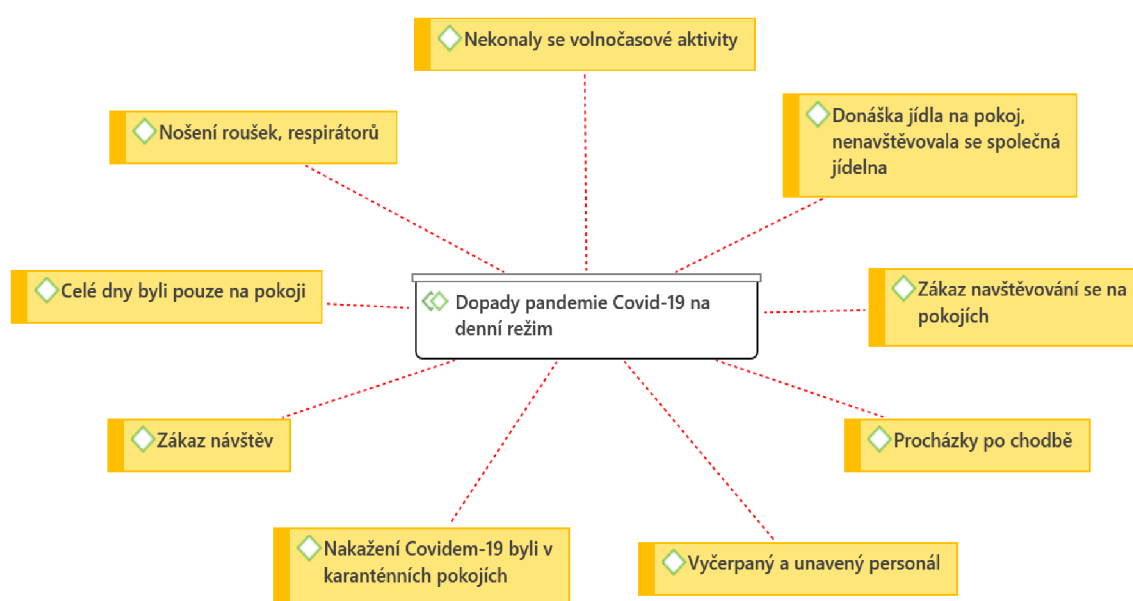 Nekonaly se volnočasové aktivity
Nošení roušek, respirátorů
Donáška jídla na pokoj,
nenavštěvovala se společná
jídelna
Celé dny byli pouze na pokoji
Dopady pandemie Covid-19 na
denní režim
Zákaz navštěvování se na
pokojích
Zákaz návštěv
Procházky po chodbě
Nakažení Covidem-19 byli v
karanténních pokojích
Vyčerpaný a unavený personál